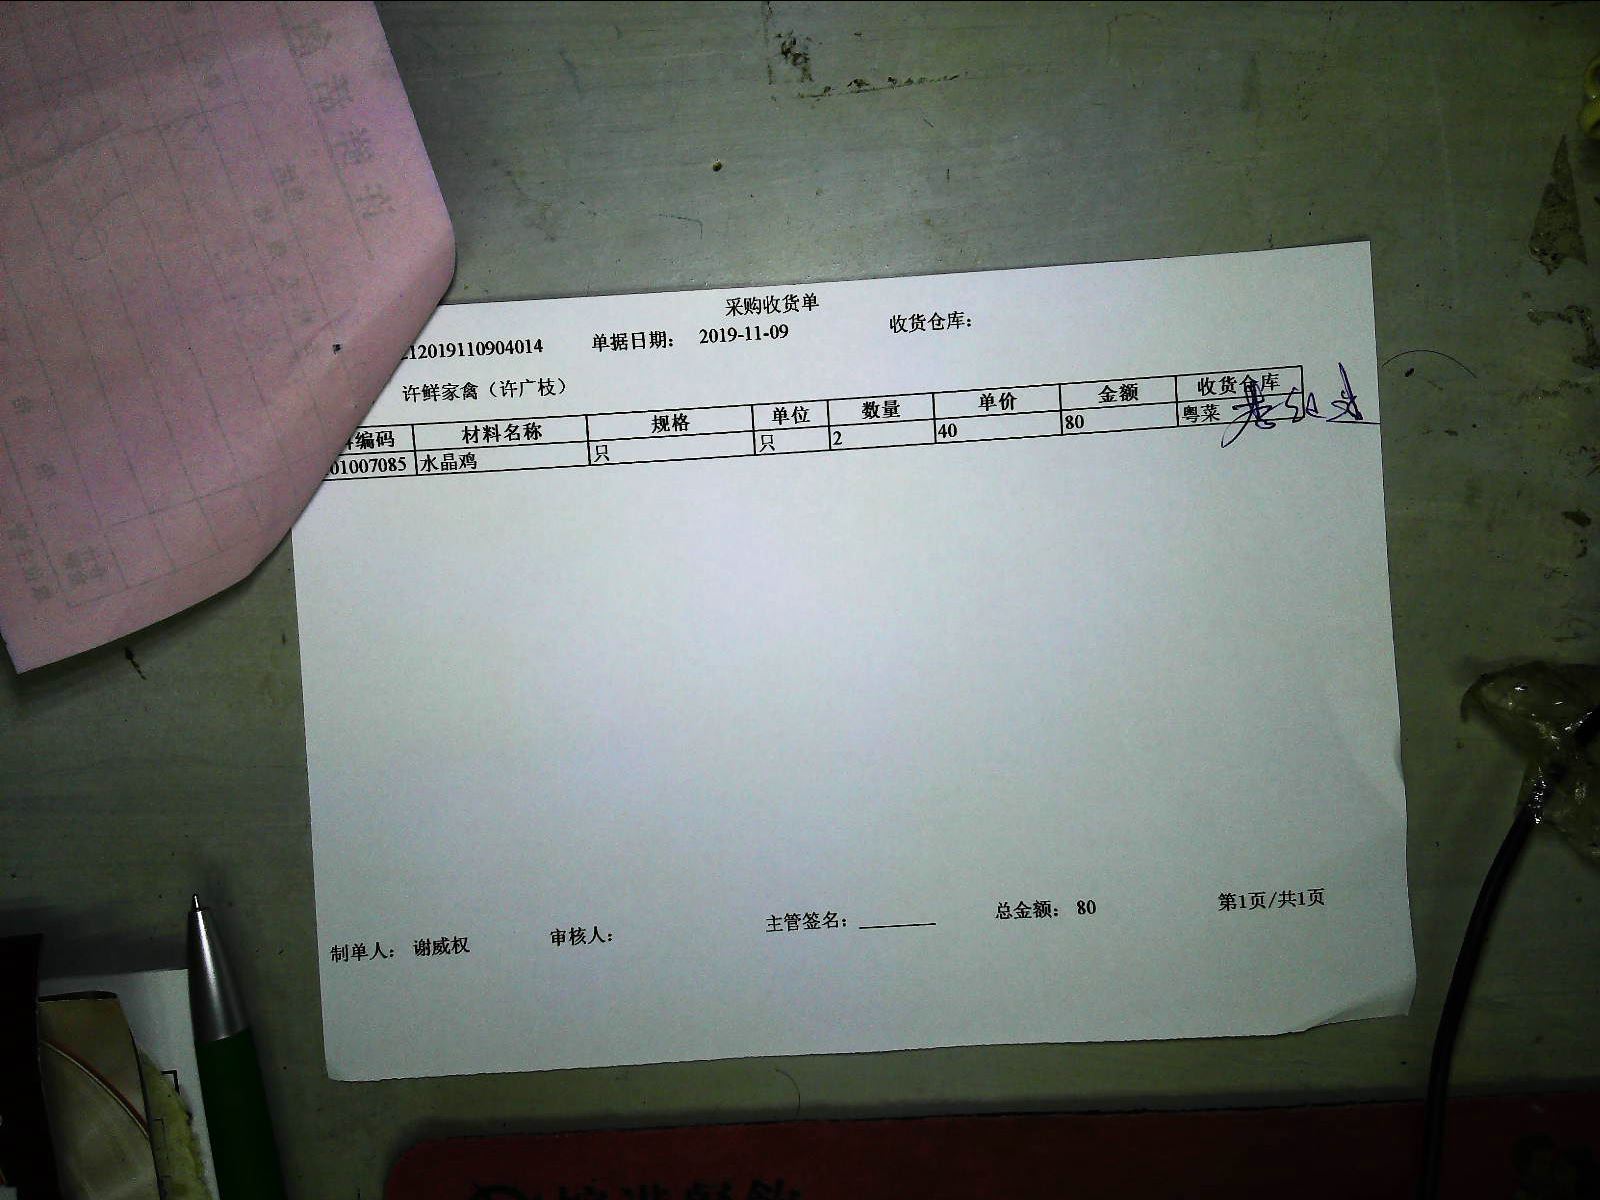 采购收货单
12019110904014 单据日期： 2019-11-09 收货仓库：
许鲜家禽（许广枝）
编码 材料名称 规格 单位 数量 单价 金额 收货仓库
01007085 水晶鸡 只 只 2 40 80 粤菜
制单人： 谢威权 审核人： 主管签名： 总金额： 80 第1页/共1页